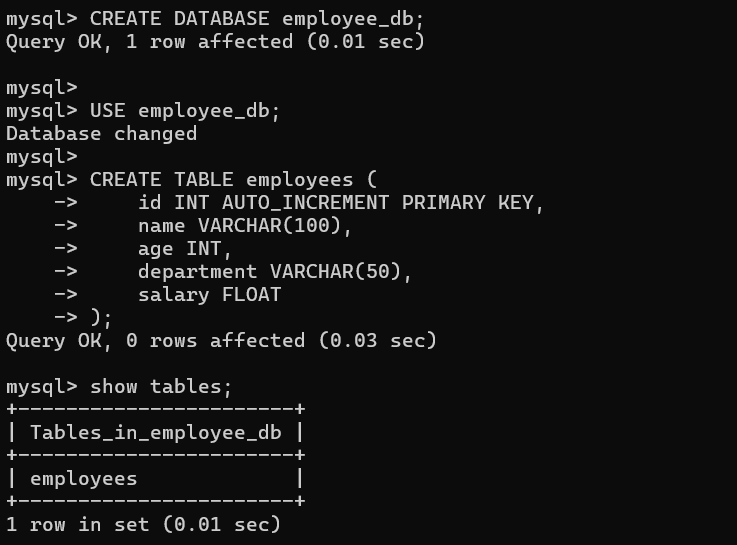 mysql> CREATE DATABASE employee_db;
Query OK, 1 row affected (0.01 sec)
mysql>
mysql> USE employee_db;
Database changed
mysql>
mysql> CREATE TABLE employees (
    ->     id INT AUTO_INCREMENT PRIMARY KEY,
    ->     name VARCHAR(100),
    ->     age INT,
    ->     department VARCHAR(50),
    ->     salary FLOAT
    -> );
Query OK, 0 rows affected (0.03 sec)
mysql> show tables;
+-----------------------+
| Tables_in_employee_db |
+-----------------------+
| employees             |
+-----------------------+
1 row in set (0.01 sec)